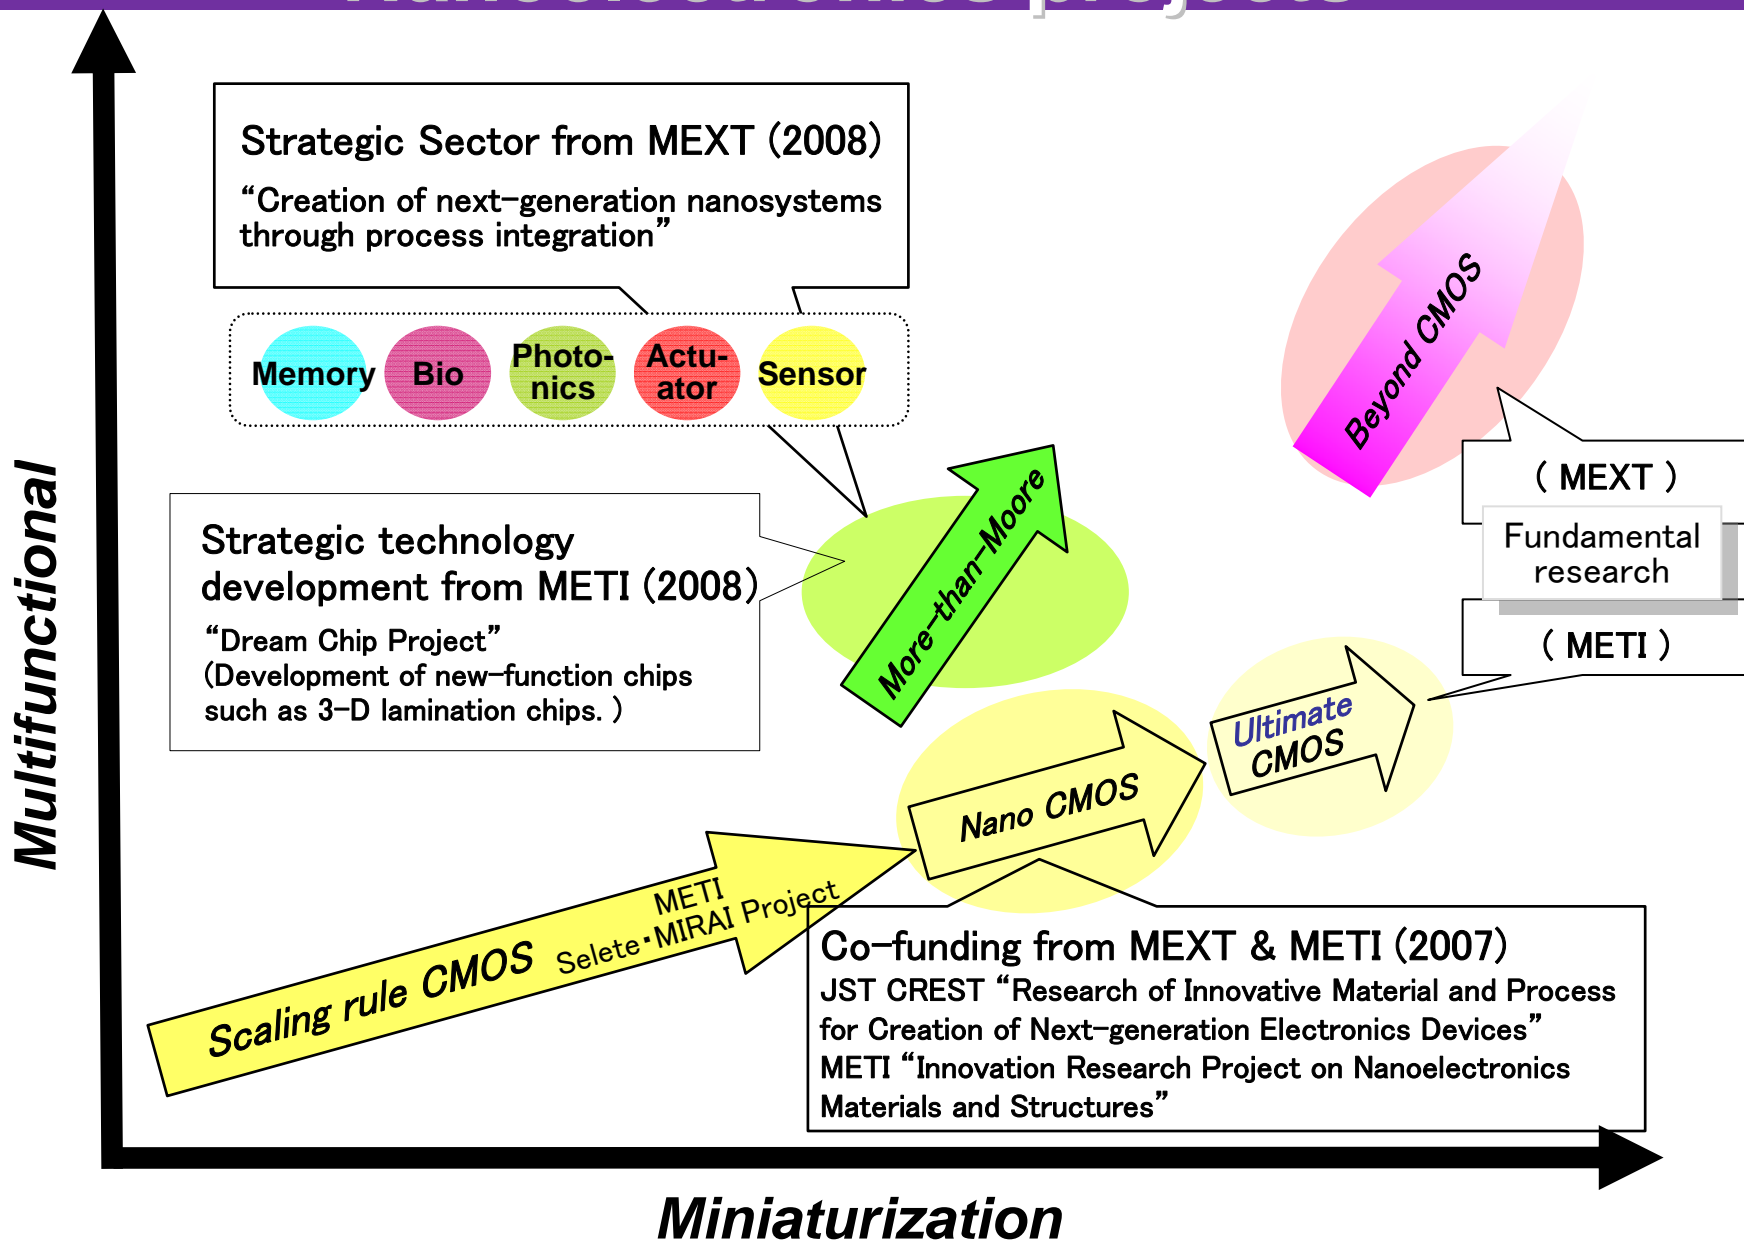 Nanoelectronics projects
Strategic Sector from MEXT (2008)
“Creation of next-generation nanosystems
through process integration”
Memory
Bio
Photo-
nics
Actu-
ator
Sensor
Beyond CMOS
( MEXT )
Fundamental
research
( METI )
Multifunctional
Strategic technology
development from METI (2008)
“Dream Chip Project”
(Development of new-function chips
such as 3-D lamination chips. )
More-than-Moore
Ultimate
CMOS
Nano CMOS
METI
Selete・MIRAI Project
Scaling rule CMOS
Co-funding from MEXT & METI (2007)
JST CREST “Research of Innovative Material and Process
for Creation of Next-generation Electronics Devices”
METI “Innovation Research Project on Nanoelectronics
Materials and Structures”
Miniaturization